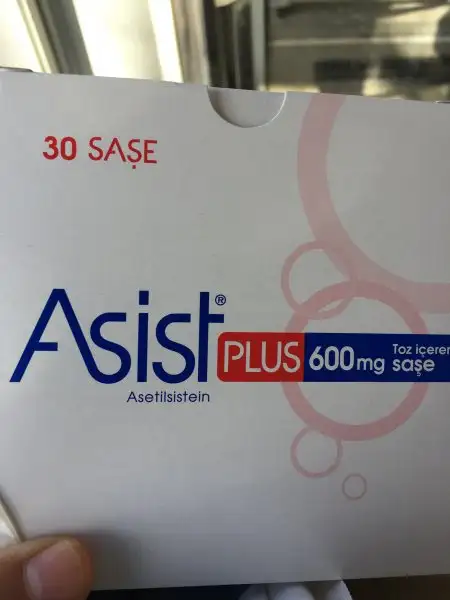 30 SAŞE
Asist®
PLUS 600mg Toz içeren saşe
Asetilsistein